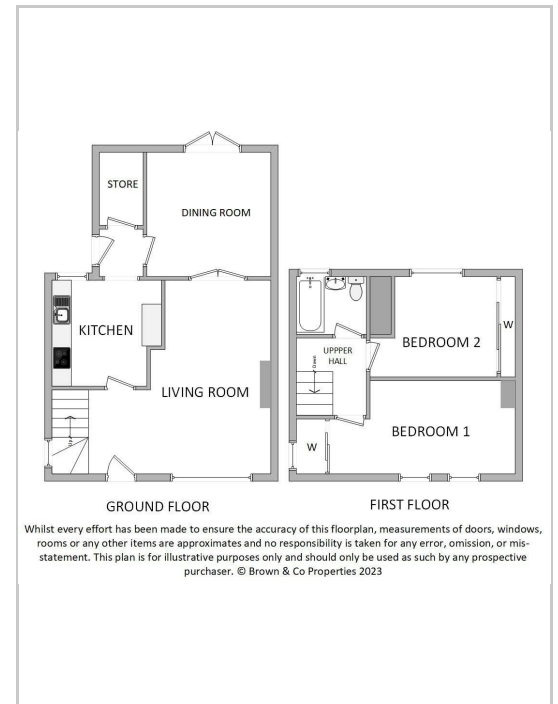 STORE
DINING ROOM
KITCHEN
LIVING ROOM
UP
GROUND FLOOR
BEDROOM 2
W
UPPPER
HALL
Down
BEDROOM 1
W
FIRST FLOOR
Whilst every effort has been made to ensure the accuracy of this floorplan, measurements of doors, windows,
rooms or any other items are approximates and no responsibility is taken for any error, omission, or mis-
statement. This plan is for illustrative purposes only and should only be used as such by any prospective
purchaser. © Brown & Co Properties 2023